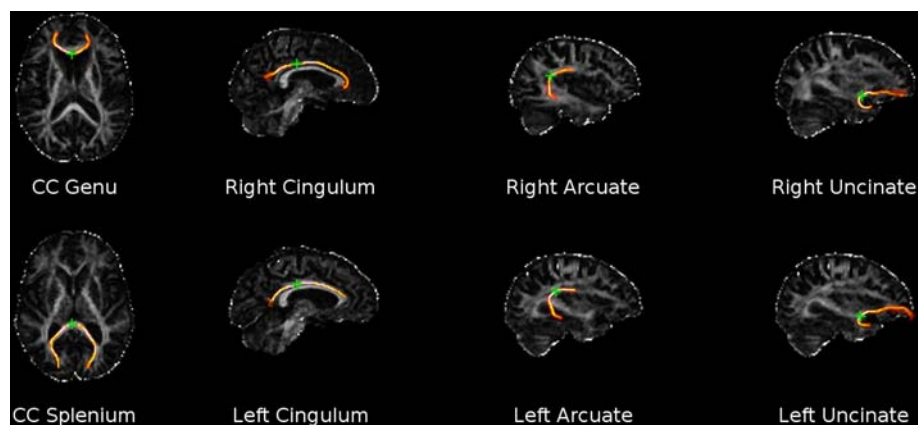 CC Genu
Right Cingulum
Right Arcuate
Right Uncinate
CC Splenium
Left Cingulum
Left Arcuate
Left Uncinate